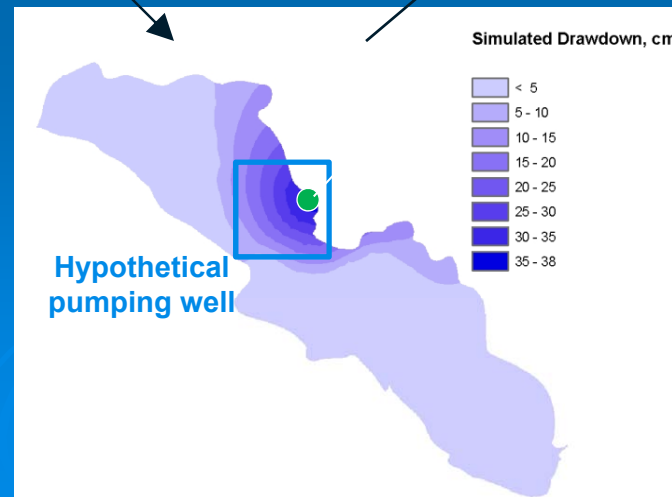 Simulated Drawdown, cm
< 5
5 - 10
10 - 15
15 - 20
20 - 25
25 - 30
30 - 35
35 - 38
Hypothetical
pumping well